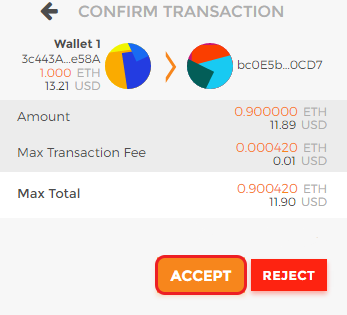 CONFIRM TRANSACTION
Wallet 1
3c443A...e58A
1.000 ETH
13.21 USD
bc0E5b...0CD7
Amount
0.900000 ETH
11.89 USD
Max Transaction Fee
0.000420 ETH
0.01 USD
Max Total
0.900420 ETH
11.90 USD
ACCEPT
REJECT